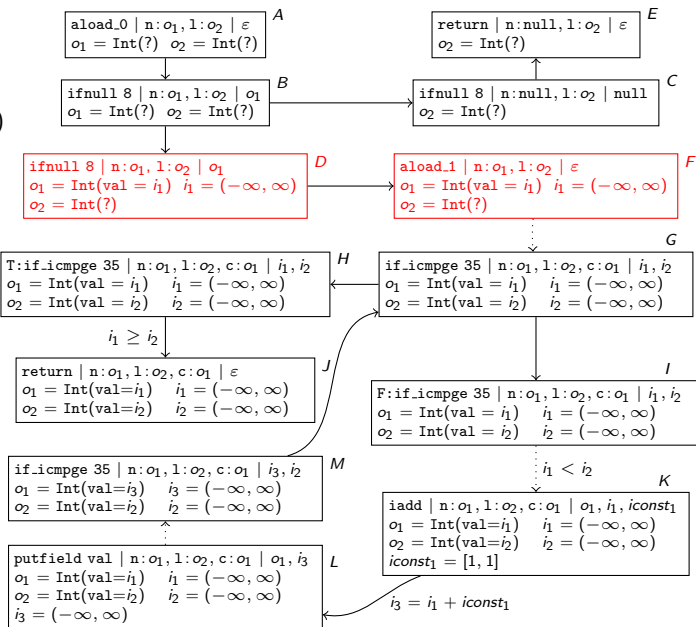 A
aload_0 | n:o₁, l:o₂ | ε
o₁ = Int(?) o₂ = Int(?)
E
return | n:null, l:o₂ | ε
o₂ = Int(?)
B
ifnull 8 | n:o₁, l:o₂ | o₁
o₁ = Int(?) o₂ = Int(?)
C
ifnull 8 | n:null, l:o₂ | null
o₂ = Int(?)
)
D
ifnull 8 | n:o₁, l:o₂ | o₁
o₁ = Int(val = i₁) i₁ = (−∞, ∞)
o₂ = Int(?)
F
aload_1 | n:o₁, l:o₂ | ε
o₁ = Int(val = i₁) i₁ = (−∞, ∞)
o₂ = Int(?)
H
T:if_icmpge 35 | n:o₁, l:o₂, c:o₁ | i₁, i₂
o₁ = Int(val = i₁) i₁ = (−∞, ∞)
o₂ = Int(val = i₂) i₂ = (−∞, ∞)
G
if_icmpge 35 | n:o₁, l:o₂, c:o₁ | i₁, i₂
o₁ = Int(val = i₁) i₁ = (−∞, ∞)
o₂ = Int(val = i₂) i₂ = (−∞, ∞)
i₁ ≥ i₂
J
return | n:o₁, l:o₂, c:o₁ | ε
o₁ = Int(val=i₁) i₁ = (−∞, ∞)
o₂ = Int(val=i₂) i₂ = (−∞, ∞)
I
F:if_icmpge 35 | n:o₁, l:o₂, c:o₁ | i₁, i₂
o₁ = Int(val = i₁) i₁ = (−∞, ∞)
o₂ = Int(val = i₂) i₂ = (−∞, ∞)
M
if_icmpge 35 | n:o₁, l:o₂, c:o₁ | i₃, i₂
o₁ = Int(val=i₃) i₃ = (−∞, ∞)
o₂ = Int(val=i₂) i₂ = (−∞, ∞)
i₁ < i₂
K
iadd | n:o₁, l:o₂, c:o₁ | o₁, i₁, iconst₁
o₁ = Int(val=i₁) i₁ = (−∞, ∞)
o₂ = Int(val=i₂) i₂ = (−∞, ∞)
iconst₁ = [1, 1]
L
putfield val | n:o₁, l:o₂, c:o₁ | o₁, i₃
o₁ = Int(val=i₁) i₁ = (−∞, ∞)
o₂ = Int(val=i₂) i₂ = (−∞, ∞)
i₃ = (−∞, ∞)
i₃ = i₁ + iconst₁